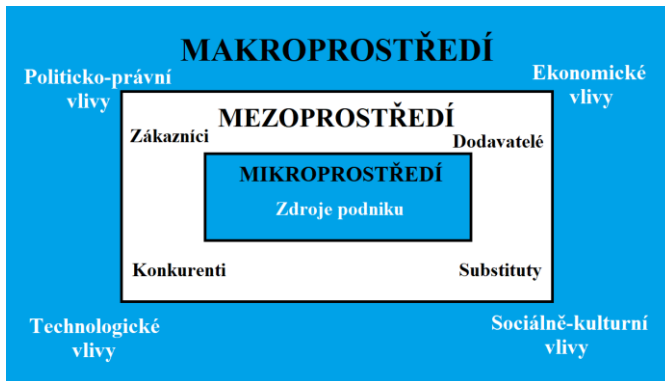 MAKROPROSTŘEDÍ
Politicko-právní
vlivy
Ekonomické
vlivy
MEZOPROSTŘEDÍ
Zákazníci
Dodavatelé
MIKROPROSTŘEDÍ
Zdroje podniku
Konkurenti
Substituty
Technologické
vlivy
Sociálně-kulturní
vlivy